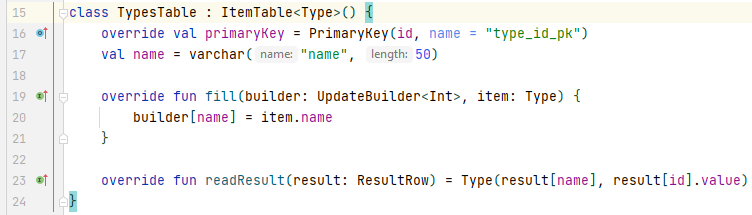 15 class TypesTable : ItemTable<Type>() {
16 override val primaryKey = PrimaryKey(id, name = "type_id_pk")
17 val name = varchar( name: "name", length: 50)
18
19 override fun fill(builder: UpdateBuilder<Int>, item: Type) {
20 builder[name] = item.name
21 }
22
23 override fun readResult(result: ResultRow) = Type(result[name], result[id].value)
24 }